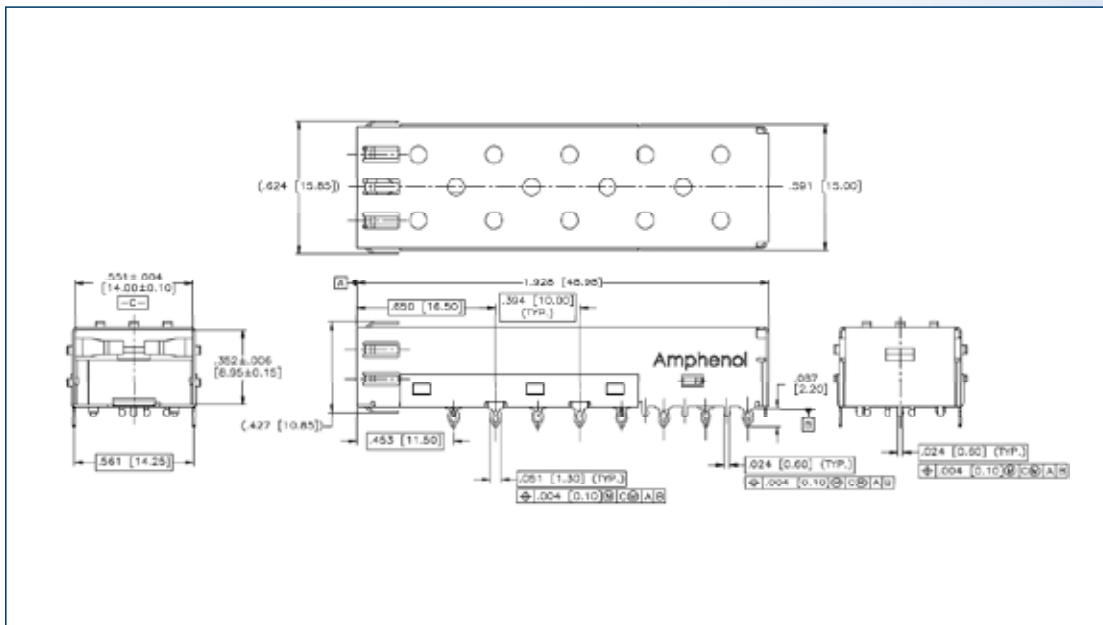 (.624 [15.85])
.591 [15.00]
.551±.004
[14.00±0.10]
-C-
A
1.928 [48.98]
.650 [16.50]
.394 [10.00]
(TYP.)
.352±.006
[8.95±0.15]
Amphenol
.087
[2.20]
(.427 [10.85])
.453 [11.50]
B
.561 [14.25]
.051 [1.30] (TYP.)
⌖ .004 [0.10]Ⓜ CⓂ A B
.024 [0.60] (TYP.)
⌖ .004 [0.10]Ⓜ CⓂ A B
.024 [0.60] (TYP.)
⌖ .004 [0.10]Ⓜ CⓂ A B